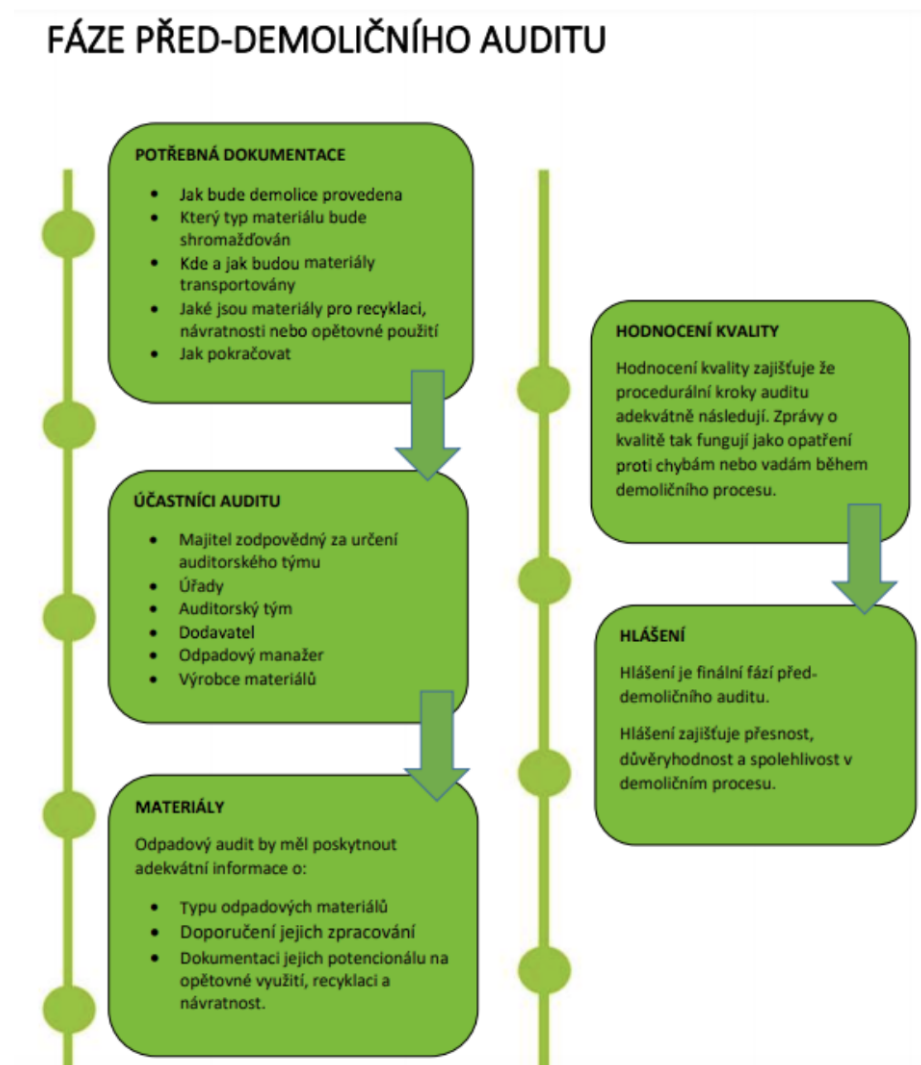 FÁZE PŘED-DEMOLIČNÍHO AUDITU
POTŘEBNÁ DOKUMENTACE
• Jak bude demolice provedena
• Který typ materiálu bude
shromažďován
• Kde a jak budou materiály
transportovány
• Jaké jsou materiály pro recyklaci,
návratnosti nebo opětovné použití
• Jak pokračovat
ÚČASTNÍCI AUDITU
• Majitel zodpovědný za určení
auditorského týmu
• Úřady
• Auditorský tým
• Dodavatel
• Odpadový manažer
• Výrobce materiálů
MATERIÁLY
Odpadový audit by měl poskytnout
adekvátní informace o:
• Typu odpadových materiálů
• Doporučení jejich zpracování
• Dokumentaci jejich potencionálu na
opětovné využití, recyklaci a
návratnost.
HODNOCENÍ KVALITY
Hodnocení kvality zajišťuje že
procedurální kroky auditu
adekvátně následují. Zprávy o
kvalitě tak fungují jako opatření
proti chybám nebo vadám během
demoličního procesu.
HLÁŠENÍ
Hlášení je finální fází před-
demoličního auditu.
Hlášení zajišťuje přesnost,
důvěryhodnost a spolehlivost v
demoličním procesu.